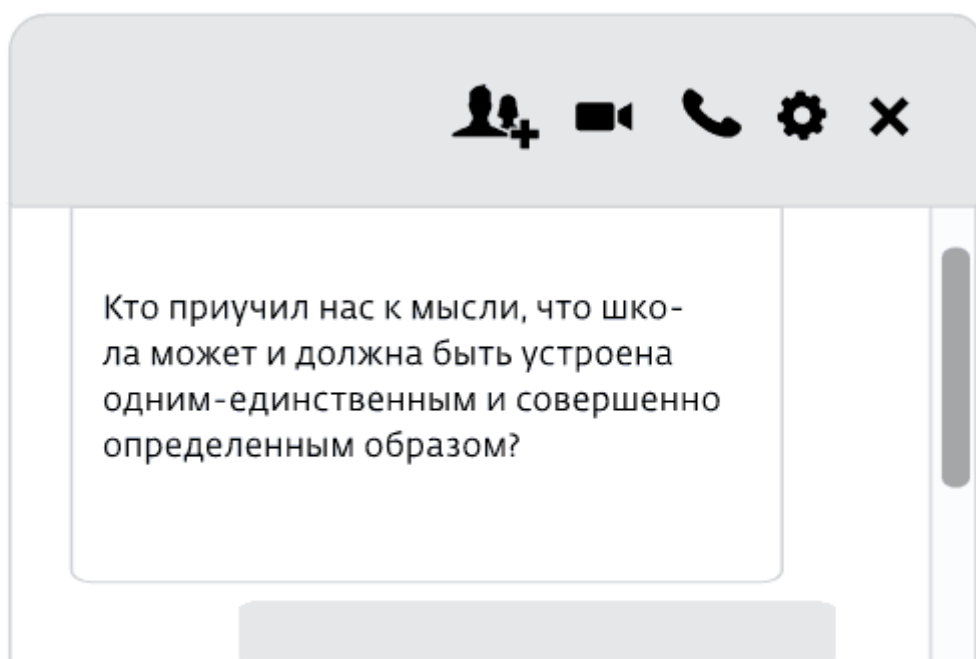 Кто приучил нас к мысли, что шко-
ла может и должна быть устроена
одним-единственным и совершенно
определенным образом?